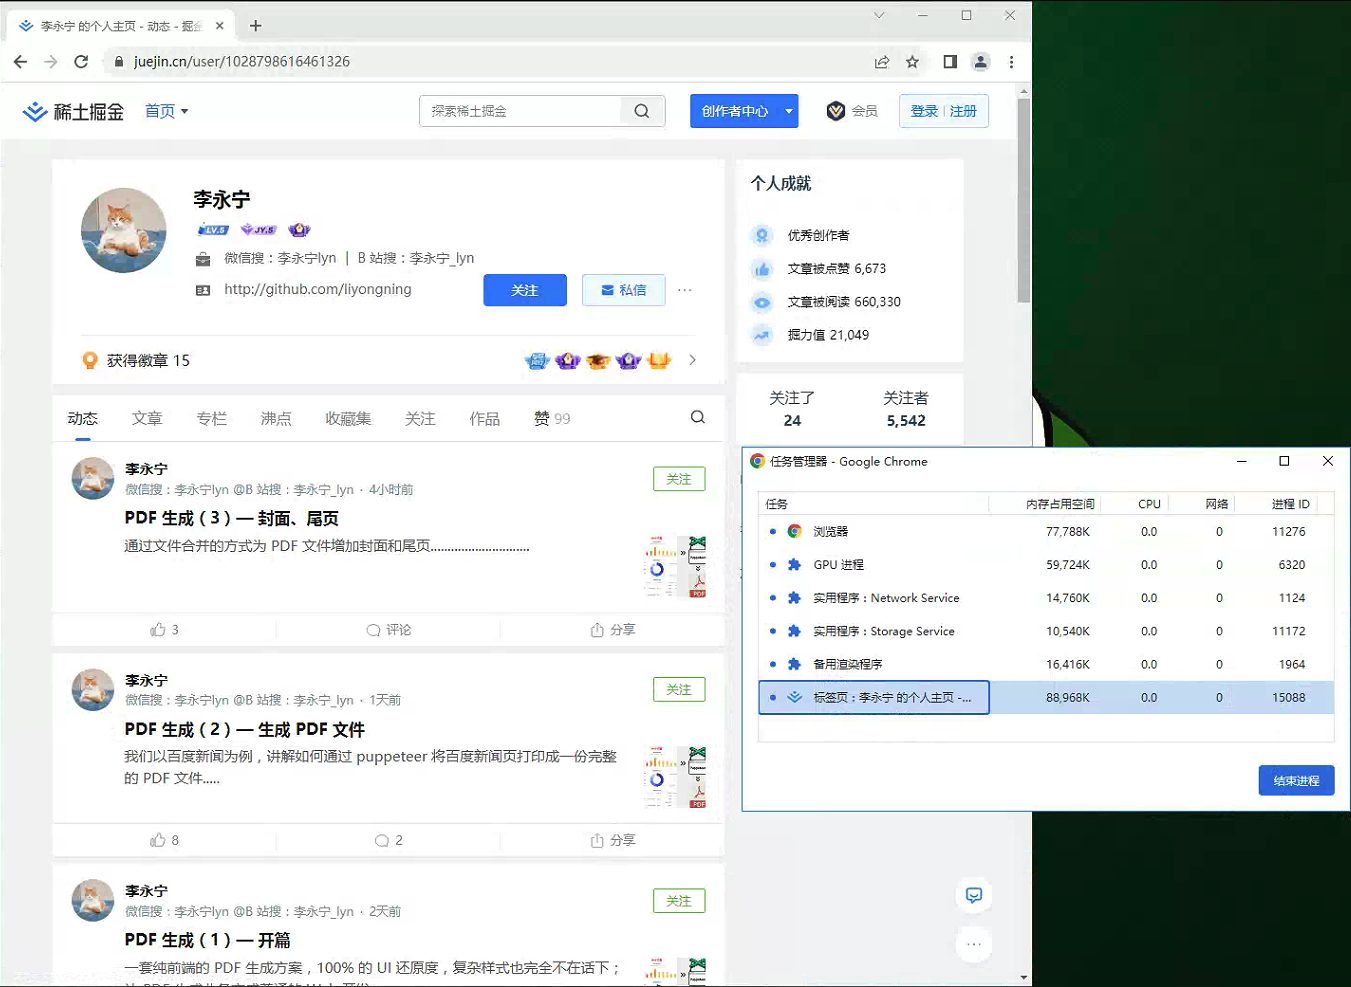 李永宁 的个人主页 - 动态 - 掘金
juejin.cn/user/1028798616461326
稀土掘金
首页
探索稀土掘金
创作者中心
会员
登录 | 注册
李永宁
LV.5 JY.5
微信搜：李永宁lyn | B 站搜：李永宁_lyn
http://github.com/liyongning
关注
私信
获得徽章 15
个人成就
优秀创作者
文章被点赞 6,673
文章被阅读 660,330
掘力值 21,049
关注了 关注者
24 5,542
动态 文章 专栏 沸点 收藏集 关注 作品 赞 99
李永宁
微信搜：李永宁lyn @B 站搜：李永宁_lyn · 4小时前
关注
PDF 生成（3）— 封面、尾页
通过文件合并的方式为 PDF 文件增加封面和尾页.............................
PDF
3 评论 分享
李永宁
微信搜：李永宁lyn @B 站搜：李永宁_lyn · 1天前
关注
PDF 生成（2）— 生成 PDF 文件
我们以百度新闻为例，讲解如何通过 puppeteer 将百度新闻页打印成一份完整
的 PDF 文件.....
PDF
8 2 分享
李永宁
微信搜：李永宁lyn @B 站搜：李永宁_lyn · 2天前
关注
PDF 生成（1）— 开篇
一套纯前端的 PDF 生成方案，100% 的 UI 还原度，复杂样式也完全不在话下；
任务管理器 - Google Chrome
任务 内存占用空间 CPU 网络 进程 ID
浏览器 77,788K 0.0 0 11276
GPU 进程 59,724K 0.0 0 6320
实用程序：Network Service 14,760K 0.0 0 1124
实用程序：Storage Service 10,540K 0.0 0 11172
备用渲染程序 16,416K 0.0 0 1964
标签页：李永宁 的个人主页 -... 88,968K 0.0 0 15088
结束进程